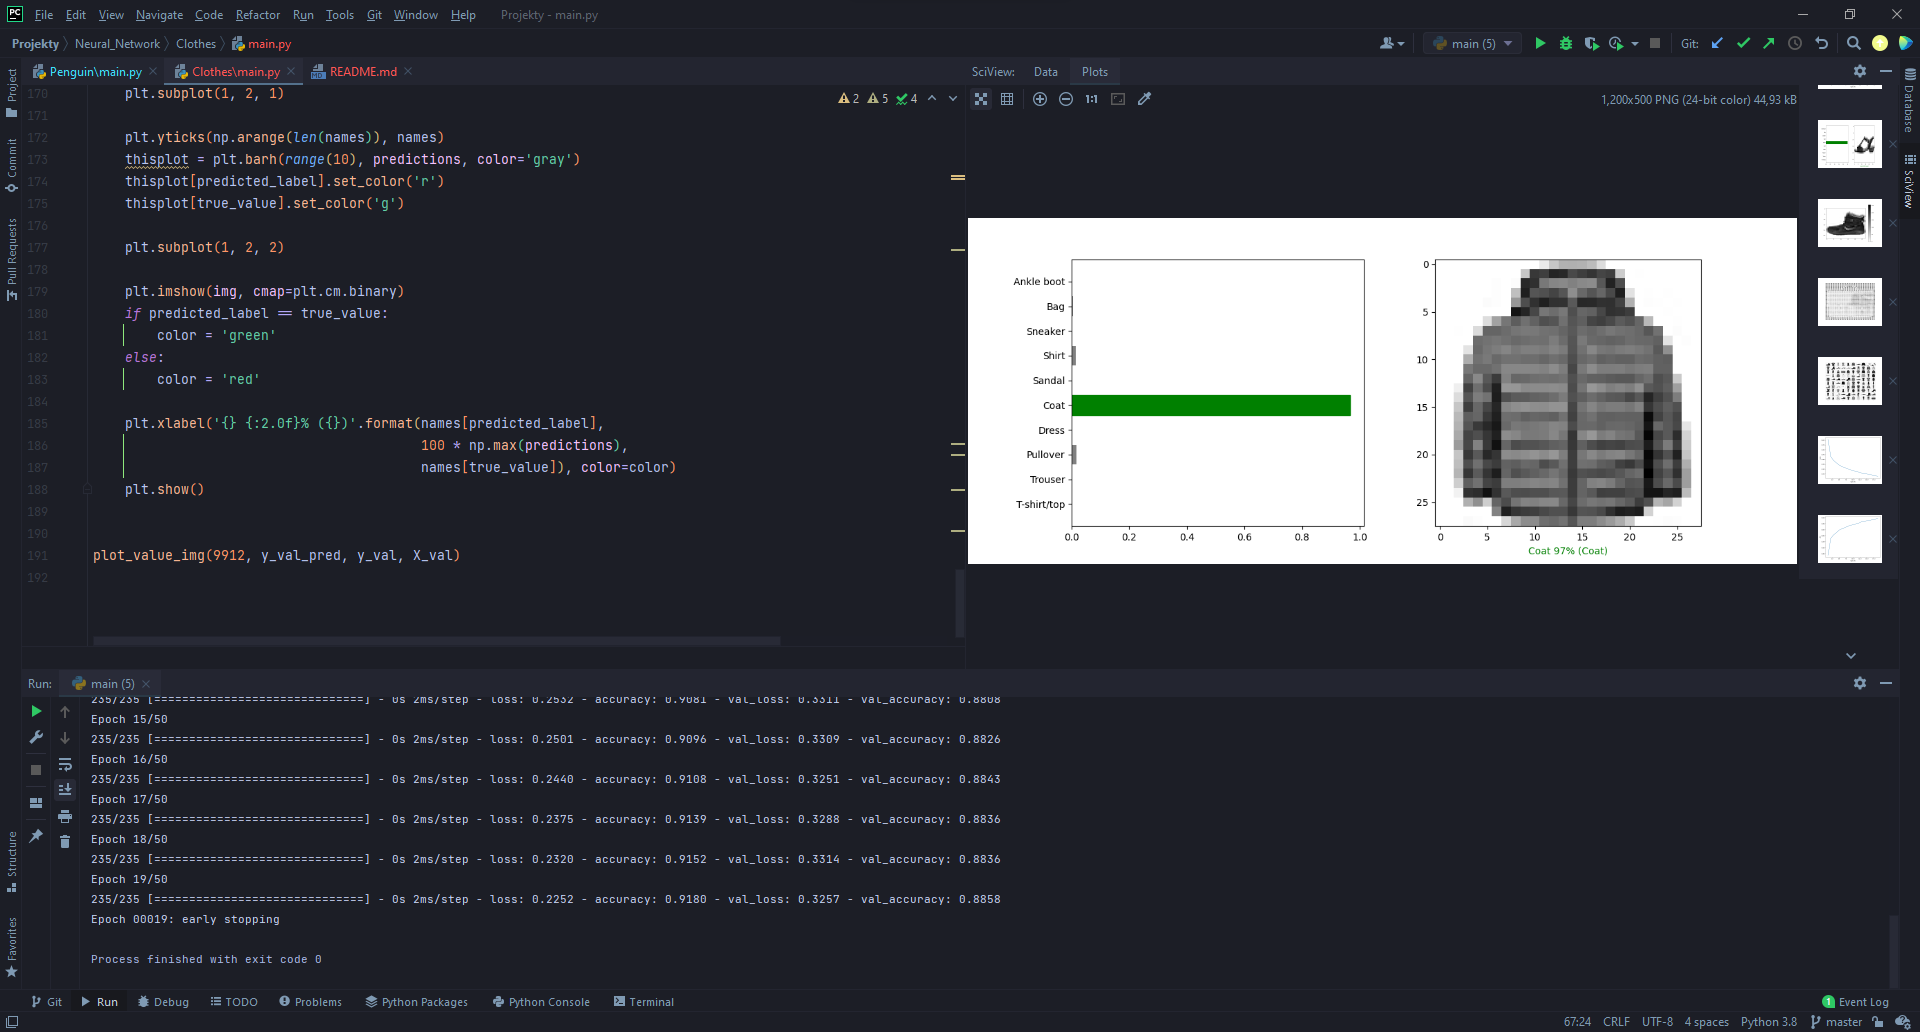 PC File Edit View Navigate Code Refactor Run Tools Git Window Help Projekty - main.py
Projekty Neural_Network Clothes main.py main (5) Git:
Penguin\main.py Clothes\main.py README.md
SciView: Data Plots
2 5 4
1:1 1,200x500 PNG (24-bit color) 44,93 kB
Project
Commit
Pull Requests
Structure
Favorites
Database
SciView
170 plt.subplot(1, 2, 1)
171
172 plt.yticks(np.arange(len(names)), names)
173 thisplot = plt.barh(range(10), predictions, color='gray')
174 thisplot[predicted_label].set_color('r')
175 thisplot[true_value].set_color('g')
176
177 plt.subplot(1, 2, 2)
178
179 plt.imshow(img, cmap=plt.cm.binary)
180 if predicted_label == true_value:
181 color = 'green'
182 else:
183 color = 'red'
184
185 plt.xlabel('{} {:2.0f}% ({})'.format(names[predicted_label],
186 100 * np.max(predictions),
187 names[true_value]), color=color)
188 plt.show()
189
190
191 plot_value_img(9912, y_val_pred, y_val, X_val)
192
Ankle boot
Bag
Sneaker
Shirt
Sandal
Coat
Dress
Pullover
Trouser
T-shirt/top
0.0 0.2 0.4 0.6 0.8 1.0
0
5
10
15
20
25
0 5 10 15 20 25
Coat 97% (Coat)
Run: main (5)
235/235 [==============================] - 0s 2ms/step - loss: 0.2532 - accuracy: 0.9081 - val_loss: 0.3311 - val_accuracy: 0.8808
Epoch 15/50
235/235 [==============================] - 0s 2ms/step - loss: 0.2501 - accuracy: 0.9096 - val_loss: 0.3309 - val_accuracy: 0.8826
Epoch 16/50
235/235 [==============================] - 0s 2ms/step - loss: 0.2440 - accuracy: 0.9108 - val_loss: 0.3251 - val_accuracy: 0.8843
Epoch 17/50
235/235 [==============================] - 0s 2ms/step - loss: 0.2375 - accuracy: 0.9139 - val_loss: 0.3288 - val_accuracy: 0.8836
Epoch 18/50
235/235 [==============================] - 0s 2ms/step - loss: 0.2320 - accuracy: 0.9152 - val_loss: 0.3314 - val_accuracy: 0.8836
Epoch 19/50
235/235 [==============================] - 0s 2ms/step - loss: 0.2252 - accuracy: 0.9180 - val_loss: 0.3257 - val_accuracy: 0.8858
Epoch 00019: early stopping
Process finished with exit code 0
Git Run Debug TODO Problems Python Packages Python Console Terminal 1 Event Log
67:24 CRLF UTF-8 4 spaces Python 3.8 master